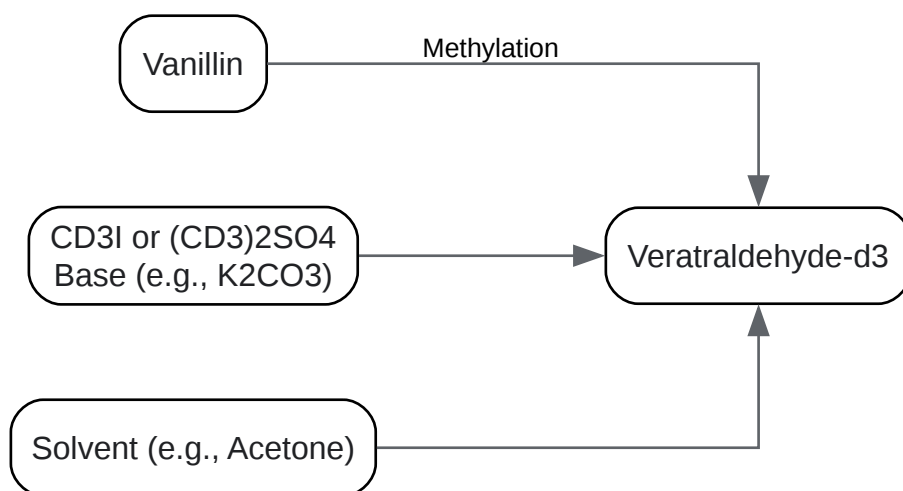 Vanillin
Methylation
CD3I or (CD3)2SO4
Base (e.g., K2CO3)
Veratraldehyde-d3
Solvent (e.g., Acetone)